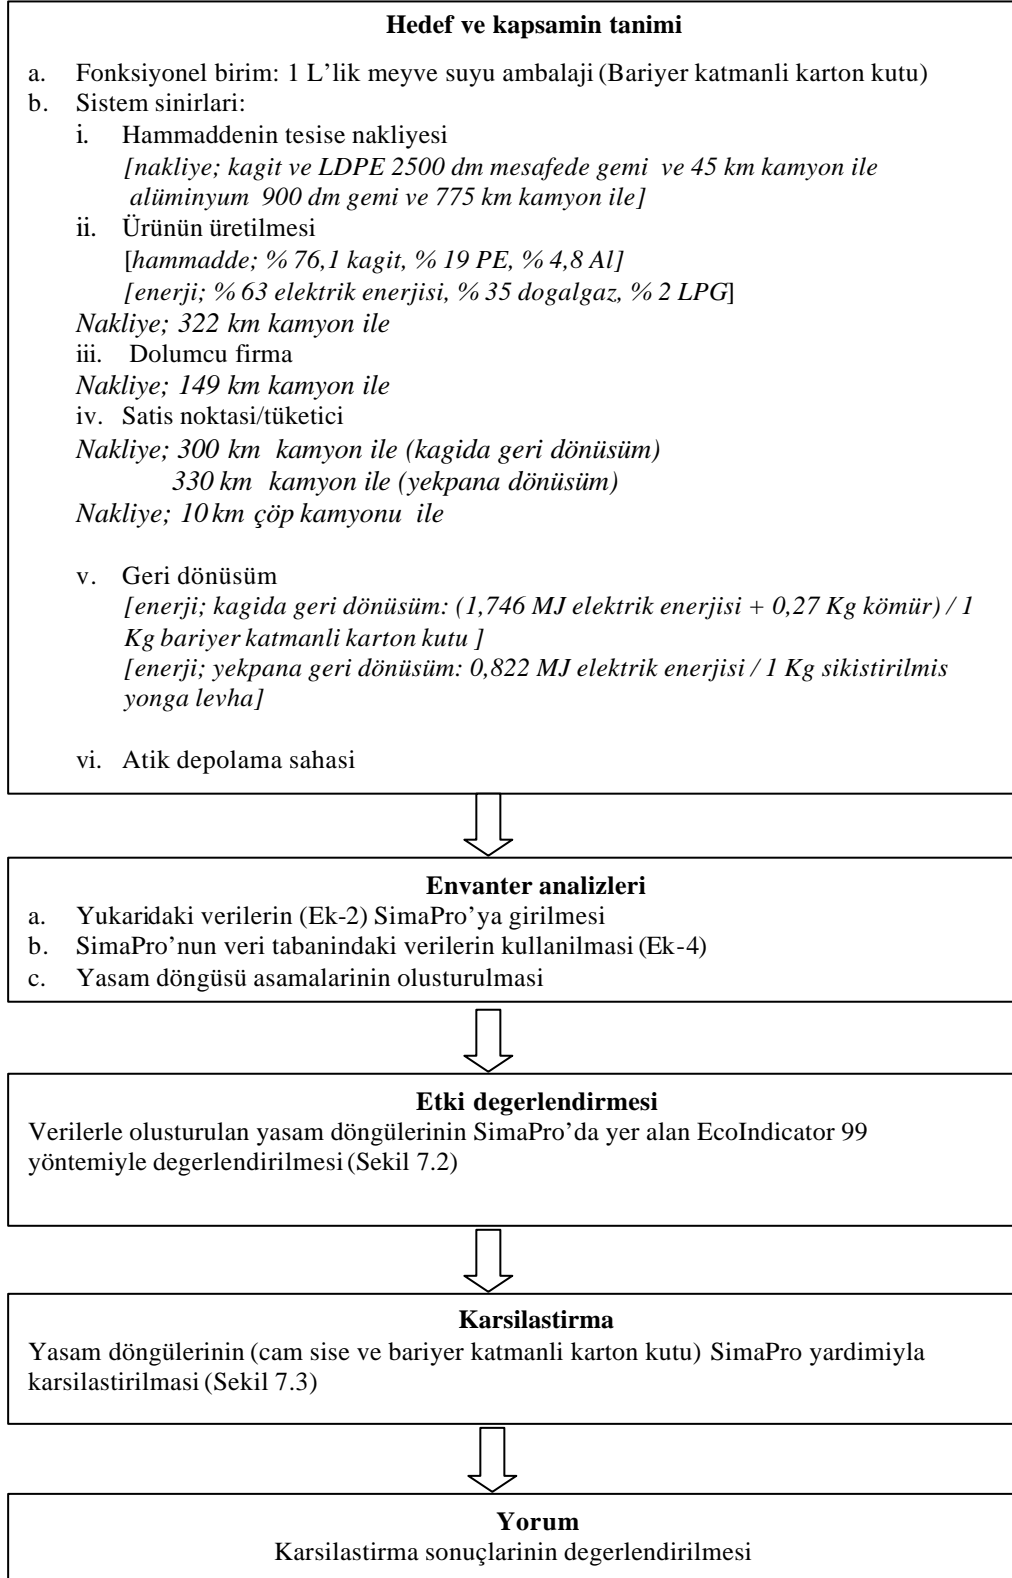 Hedef ve kapsamin tanimi
a. Fonksiyonel birim: 1 L’lik meyve suyu ambalaji (Bariyer katmanli karton kutu)
b. Sistem sinirlari:
i. Hammaddenin tesise nakliyesi
[nakliye; kagit ve LDPE 2500 dm mesafede gemi ve 45 km kamyon ile
alüminyum 900 dm gemi ve 775 km kamyon ile]
ii. Ürünün üretilmesi
[hammadde; % 76,1 kagit, % 19 PE, % 4,8 Al]
[enerji; % 63 elektrik enerjisi, % 35 dogalgaz, % 2 LPG]
Nakliye; 322 km kamyon ile
iii. Dolumcu firma
Nakliye; 149 km kamyon ile
iv. Satis noktasi/tüketici
Nakliye; 300 km kamyon ile (kagida geri dönüsüm)
330 km kamyon ile (yekpana dönüsüm)
Nakliye; 10 km çöp kamyonu ile
v. Geri dönüsüm
[enerji; kagida geri dönüsüm: (1,746 MJ elektrik enerjisi + 0,27 Kg kömür) / 1
Kg bariyer katmanli karton kutu ]
[enerji; yekpana geri dönüsüm: 0,822 MJ elektrik enerjisi / 1 Kg sikistirilmis
yonga levha]
vi. Atik depolama sahasi
Envanter analizleri
a. Yukaridaki verilerin (Ek-2) SimaPro’ya girilmesi
b. SimaPro’nun veri tabanindaki verilerin kullanilmasi (Ek-4)
c. Yasam döngüsü asamalarinin olusturulmasi
Etki degerlendirmesi
Verilerle olusturulan yasam döngülerinin SimaPro’da yer alan EcoIndicator 99
yöntemiyle degerlendirilmesi (Sekil 7.2)
Karsilastirma
Yasam döngülerinin (cam sise ve bariyer katmanli karton kutu) SimaPro yardimiyla
karsilastirilmasi (Sekil 7.3)
Yorum
Karsilastirma sonuçlarinin degerlendirilmesi